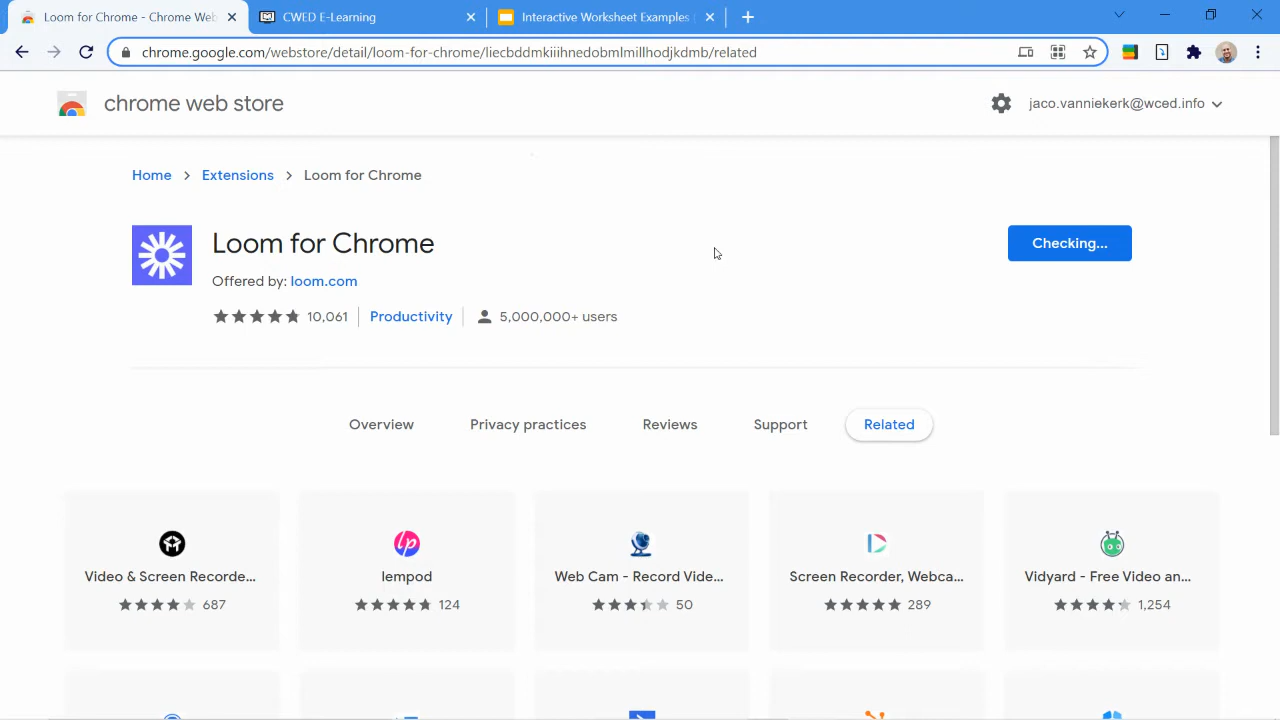 Loom for Chrome - Chrome Web
CWED E-Learning
Interactive Worksheet Examples
chrome.google.com/webstore/detail/loom-for-chrome/liecbddmkiiihnedobmlmillhodjkdmb/related
chrome web store
jaco.vanniekerk@wced.info
Home > Extensions > Loom for Chrome
Loom for Chrome
Checking...
Offered by: loom.com
10,061 Productivity 5,000,000+ users
Overview Privacy practices Reviews Support Related
lp
Video & Screen Recorde... lempod Web Cam - Record Vide... Screen Recorder, Webca... Vidyard - Free Video an...
687 124 50 289 1,254